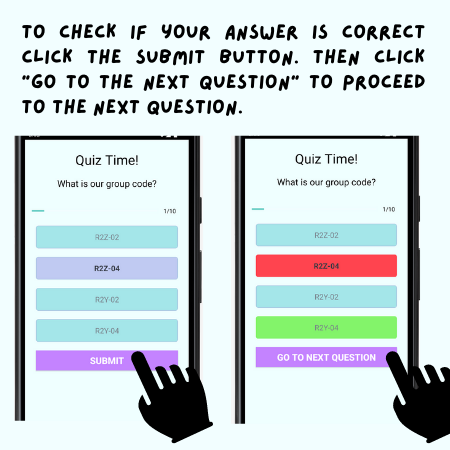 TO CHECK IF YOUR ANSWER IS CORRECT
CLICK THE SUBMIT BUTTON. THEN CLICK
"GO TO THE NEXT QUESTION" TO PROCEED
TO THE NEXT QUESTION.
Quiz Time!
What is our group code?
1/10
R2Z-02
R2Z-04
R2Y-02
R2Y-04
SUBMIT
Quiz Time!
What is our group code?
1/10
R2Z-02
R2Z-04
R2Y-02
R2Y-04
GO TO NEXT QUESTION